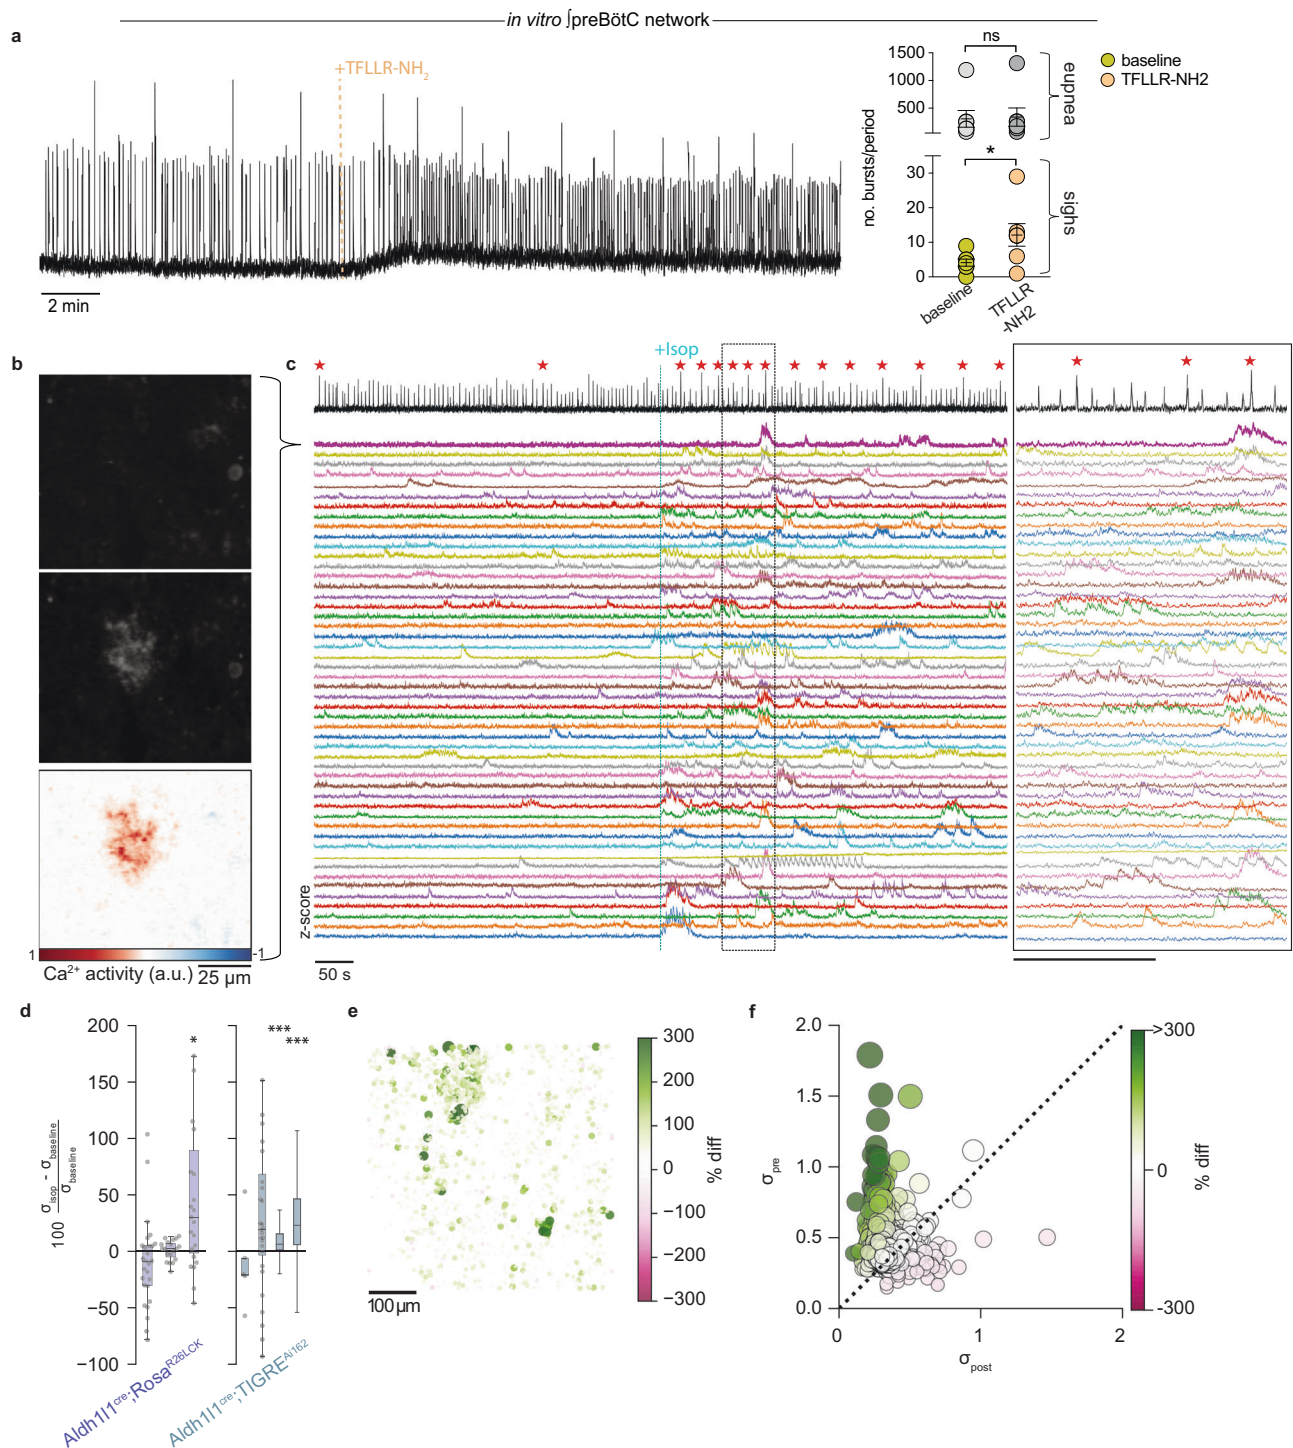 in vitro ∫preBötC network
a
+TFLLR-NH2
2 min
no. bursts/period
1500
1000
500
30
20
10
0
ns
*
eupnea
sighs
baseline
TFLLR
-NH2
baseline
TFLLR-NH2
b
1
-1
Ca2+ activity (a.u.)
25 µm
c
+Isop
z-score
50 s
d
100 σisop - σbaseline
σbaseline
200
150
100
50
0
−50
−100
*
***
***
Aldh1l1cre;RosaR26LCK
Aldh1l1cre;TIGREAi162
e
100µm
300
200
100
0
−100
−200
−300
% diff
f
σpre
2.0
1.5
1.0
0.5
0.0
0
1
2
σpost
>300
0
-300
% diff